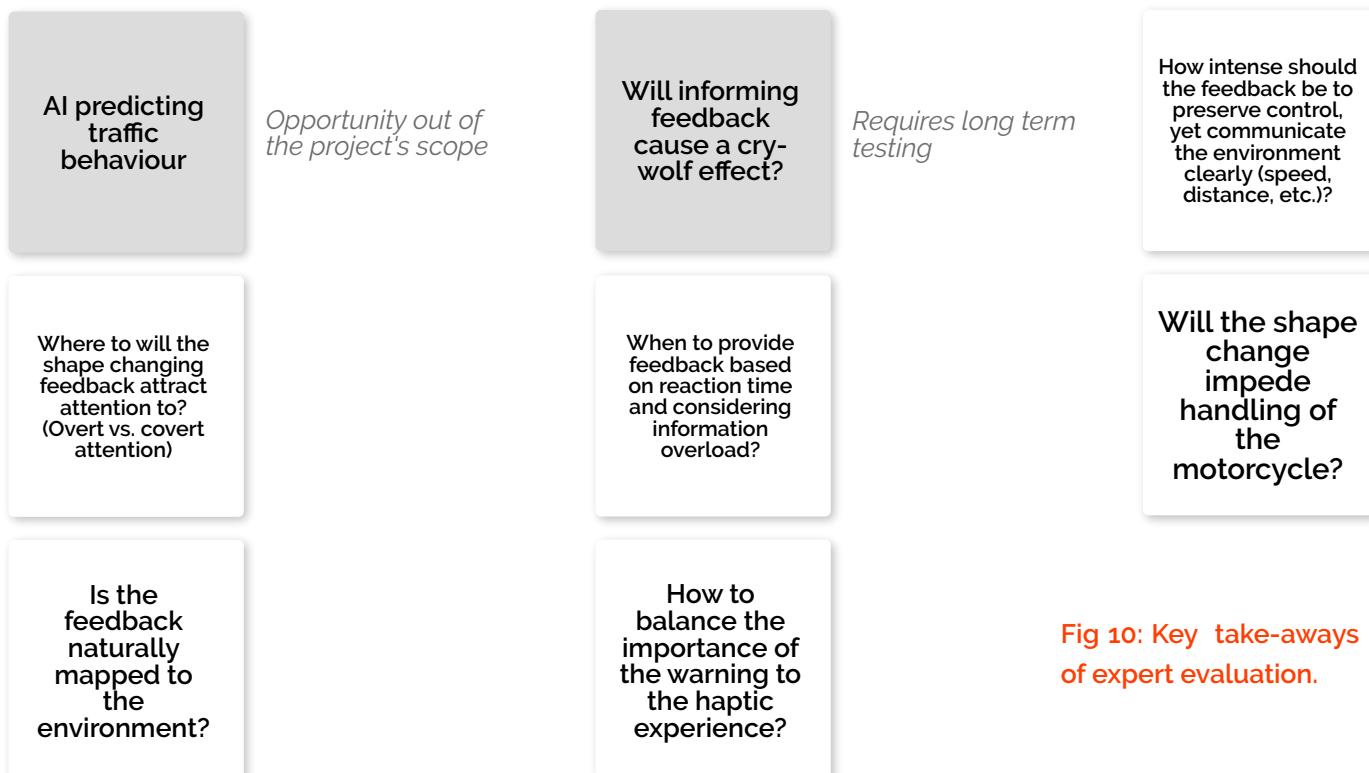 AI predicting
traffic
behaviour
Opportunity out of
the project's scope
Will informing
feedback
cause a cry-
wolf effect?
Requires long term
testing
How intense should
the feedback be to
preserve control,
yet communicate
the environment
clearly (speed,
distance, etc.)?
Where to will the
shape changing
feedback attract
attention to?
(Overt vs. covert
attention)
When to provide
feedback based
on reaction time
and considering
information
overload?
Will the shape
change
impede
handling of
the
motorcycle?
Is the
feedback
naturally
mapped to
the
environment?
How to
balance the
importance of
the warning to
the haptic
experience?
Fig 10: Key take-aways
of expert evaluation.